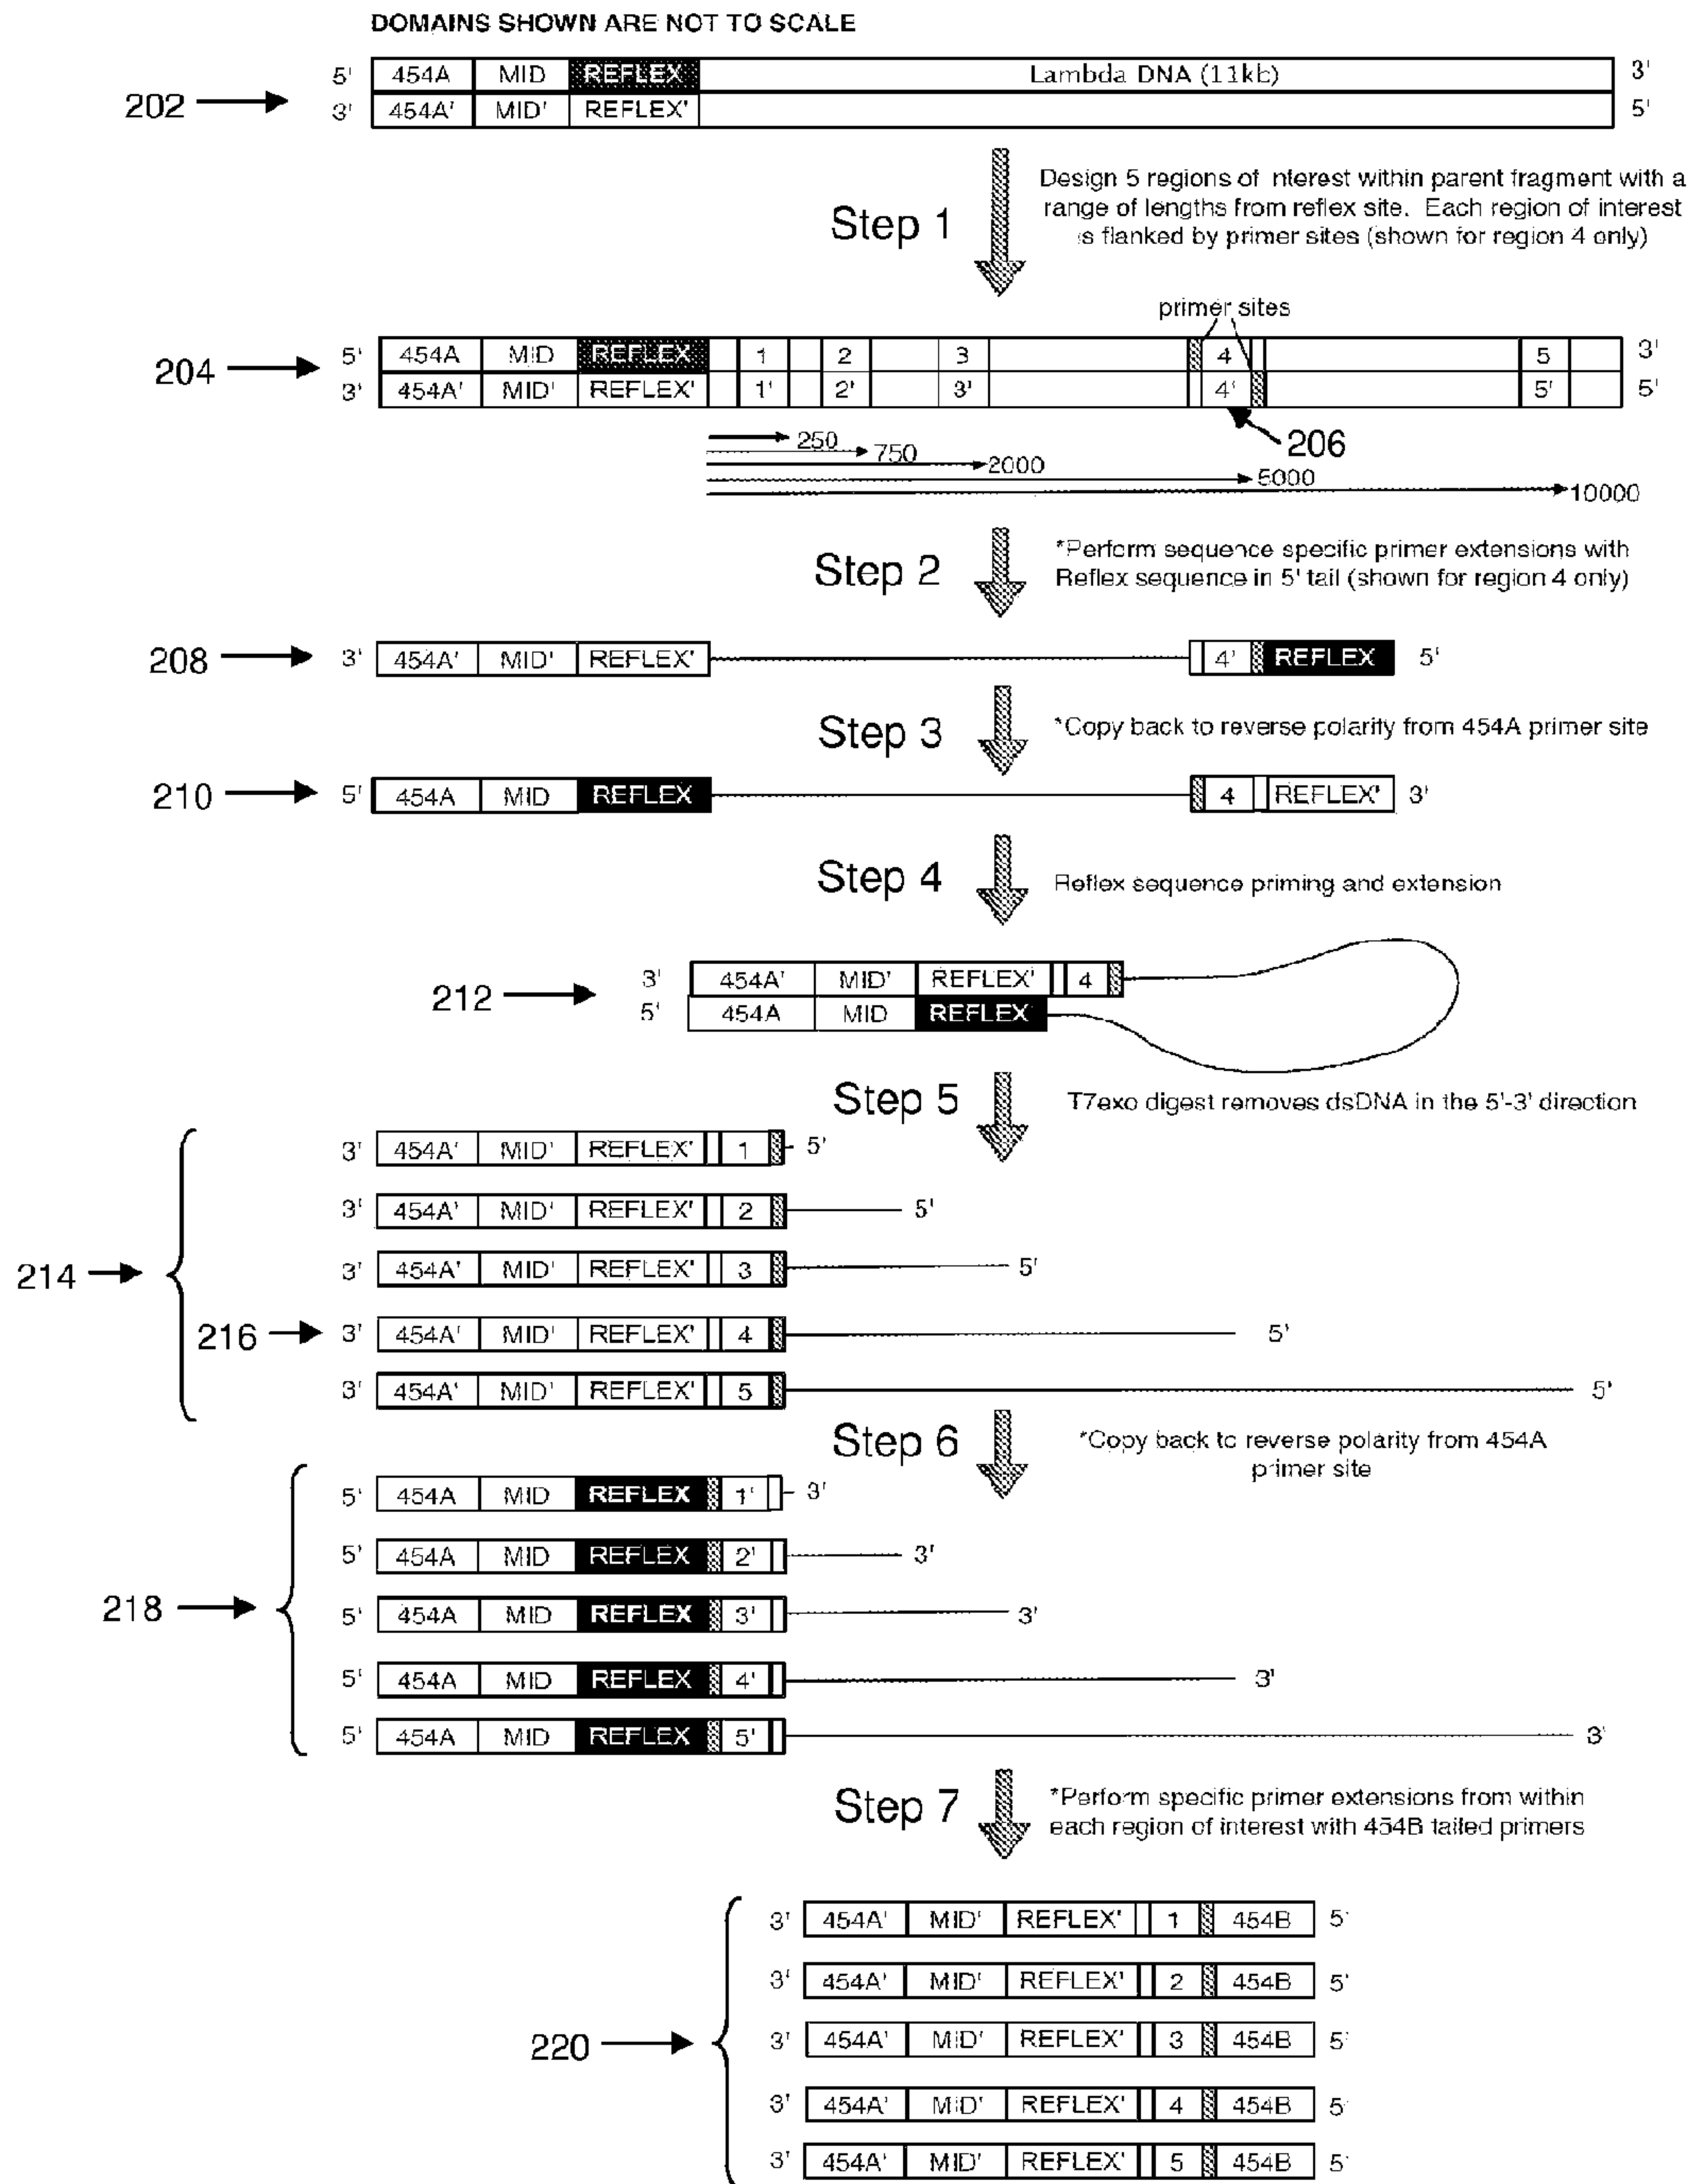 DOMAINS SHOWN ARE NOT TO SCALE
5' 454A MID REFLEX Lambda DNA (11kb) 3'
202
3' 454A' MID' REFLEX' 5'
Step 1
Design 5 regions of nterest within parent fragment with a
range of lengths from reflex site. Each region of interest
is flanked by primer sites (shown for region 4 only)
primer sites
204
5' 454A MID REFLEX 1 2 3 4 5 3'
3' 454A' MID' REFLEX' 1' 2' 3' 4' 5' 5'
206
250
750
2000
5000
10000
Step 2
*Perform sequence specific primer extensions with
Reflex sequence in 5' tail (shown for region 4 only)
208 3' 454A' MID' REFLEX' 4' REFLEX 5'
Step 3
*Copy back to reverse polarity from 454A primer site
210 5' 454A MID REFLEX 4 REFLEX' 3'
Step 4
Reflex sequence priming and extension
212
3' 454A' MID' REFLEX' 4
5' 454A MID REFLEX
Step 5
T7exo digest removes dsDNA in the 5'-3' direction
214
3' 454A' MID' REFLEX' 1 5'
3' 454A' MID' REFLEX' 2 5'
3' 454A' MID' REFLEX' 3 5'
216 3' 454A' MID' REFLEX' 4 5'
3' 454A' MID' REFLEX' 5 5'
Step 6
*Copy back to reverse polarity from 454A
primer site
218
5' 454A MID REFLEX 1' 3'
5' 454A MID REFLEX 2' 3'
5' 454A MID REFLEX 3' 3'
5' 454A MID REFLEX 4' 3'
5' 454A MID REFLEX 5' 3'
Step 7
*Perform specific primer extensions from within
each region of interest with 454B tailed primers
220
3' 454A' MID' REFLEX' 1 454B 5'
3' 454A' MID' REFLEX' 2 454B 5'
3' 454A' MID' REFLEX' 3 454B 5'
3' 454A' MID' REFLEX' 4 454B 5'
3' 454A' MID' REFLEX' 5 454B 5'